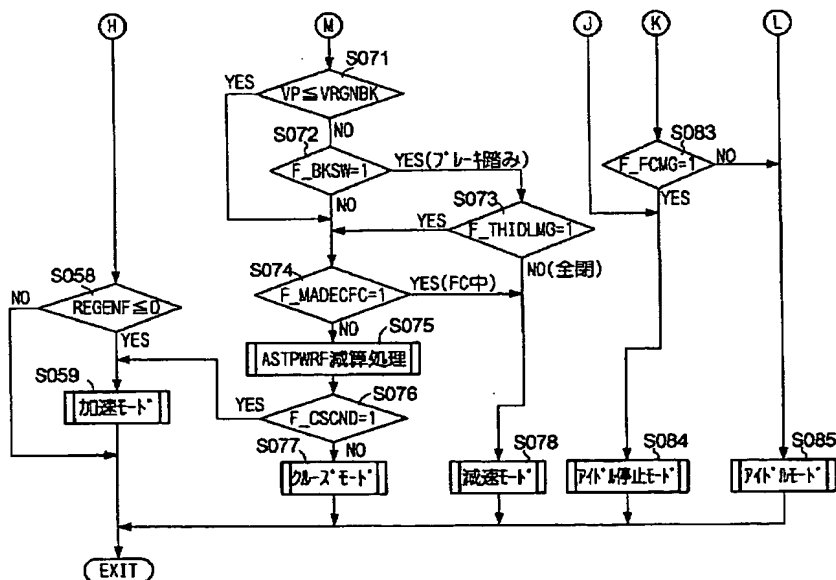 H
M
J
K
L
S071
YES
VP≦VRGNBK
NO
S072
F_BKSW=1
YES(ブレーキ踏み)
NO
S083
F_FCMG=1
NO
YES
S073
YES
F_THIDLMG=1
NO(全閉)
S058
NO
REGENF≦0
YES
S074
F_MADECFC=1
YES(FC中)
NO
S075
ASTPWRF減算処理
S059
加速モード
S076
YES
F_CSCND=1
NO
S077
クルーズモード
S078
減速モード
S084
アイドル停止モード
S085
アイドルモード
EXIT